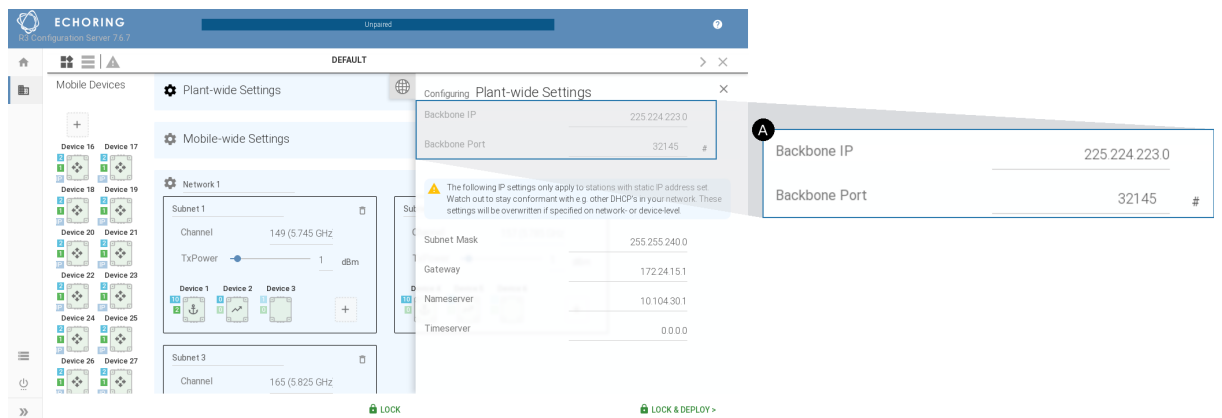 ECHORING
R3 Configuration Server 7.6.7
Unpaired
DEFAULT
Mobile Devices
Device 16 Device 17
Device 18 Device 19
Device 20 Device 21
Device 22 Device 23
Device 24 Device 25
Device 26 Device 27
Plant-wide Settings
Mobile-wide Settings
Network 1
Subnet 1
Channel 149 (5.745 GHz
TxPower 1 dBm
Device 1 Device 2 Device 3
Subnet 3
Channel 165 (5.825 GHz
Configuring Plant-wide Settings
Backbone IP 225.224.223.0
Backbone Port 32145 #
The following IP settings only apply to stations with static IP address set.
Watch out to stay conformant with e.g. other DHCP's in your network. These
settings will be overwritten if specified on network- or device-level.
Subnet Mask 255.255.240.0
Gateway 172.24.15.1
Nameserver 10.104.30.1
Timeserver 0.0.0.0
LOCK
LOCK & DEPLOY >
A
Backbone IP 225.224.223.0
Backbone Port 32145 #